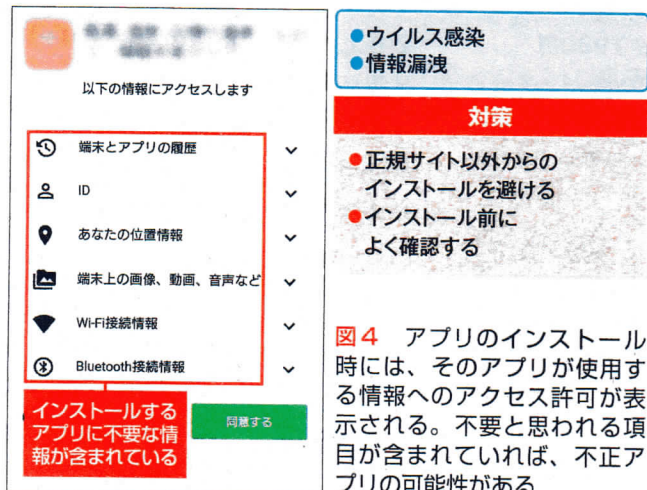 以下の情報にアクセスします
端末とアプリの履歴
ID
あなたの位置情報
端末上の画像、動画、音声など
Wi-Fi接続情報
Bluetooth接続情報
同意する
インストールする
アプリに不要な情
報が含まれている
●ウイルス感染
●情報漏洩
対策
●正規サイト以外からの
インストールを避ける
●インストール前に
よく確認する
図4 アプリのインストール
時には、そのアプリが使用す
る情報へのアクセス許可が表
示される。不要と思われる項
目が含まれていれば、不正ア
プリの可能性がある